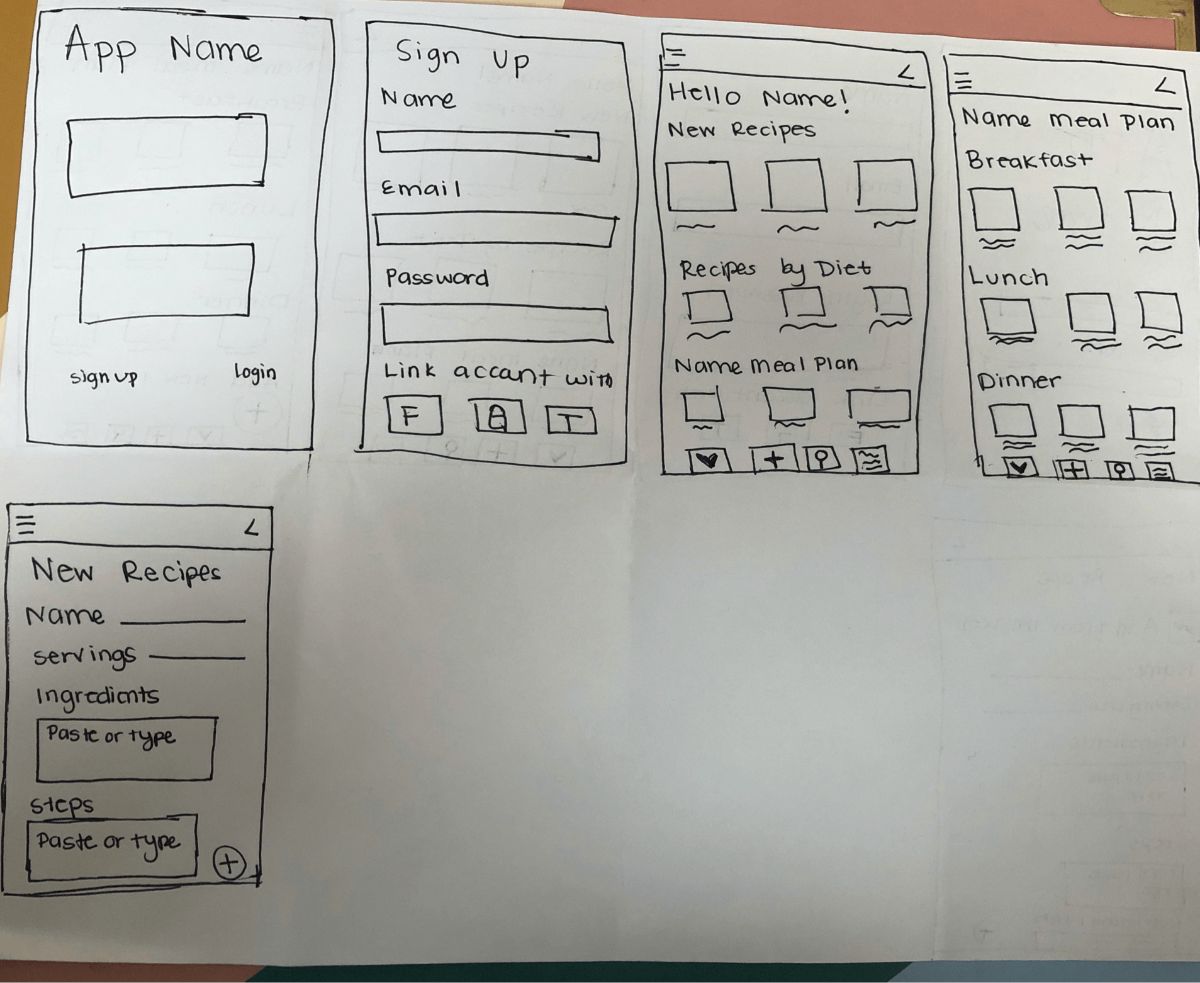 App Name
sign up
login
Sign Up
Name
Email
Password
Link accant with
F
T
Hello Name!
New Recipes
Recipes by Diet
Name meal Plan
Name meal Plan
Breakfast
Lunch
Dinner
New Recipes
Name
servings
Ingredients
Paste or type
Steps
Paste or type